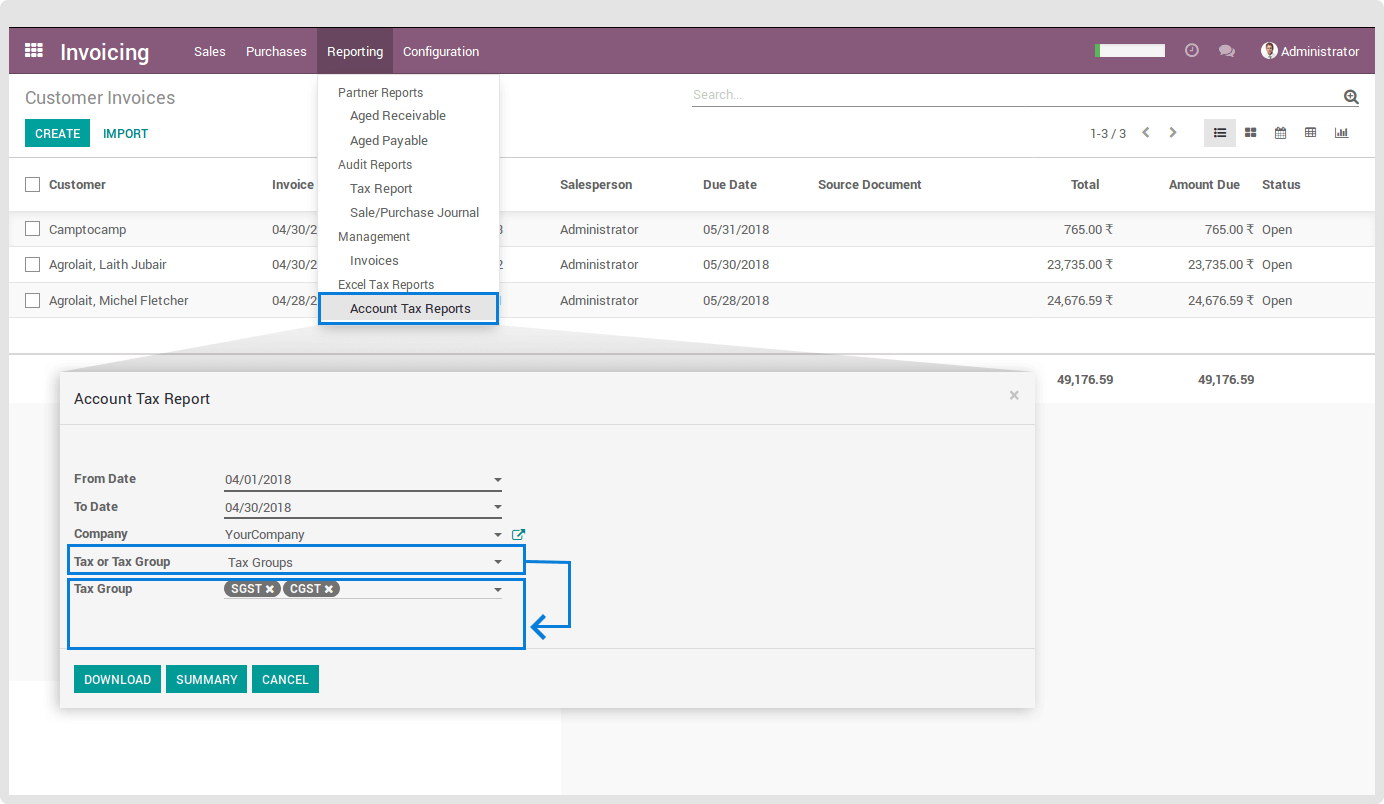 Invoicing Sales Purchases Reporting Configuration Administrator
Customer Invoices Search...
CREATE IMPORT 1-3 / 3
Partner Reports
Aged Receivable
Aged Payable
Audit Reports
Tax Report
Sale/Purchase Journal
Management
Invoices
Excel Tax Reports
Account Tax Reports
Customer Invoice Salesperson Due Date Source Document Total Amount Due Status
Camptocamp 04/30/2 3 Administrator 05/31/2018 765.00 ₹ 765.00 ₹ Open
Agrolait, Laith Jubair 04/30/2 2 Administrator 05/30/2018 23,735.00 ₹ 23,735.00 ₹ Open
Agrolait, Michel Fletcher 04/28/2 Administrator 05/28/2018 24,676.59 ₹ 24,676.59 ₹ Open
49,176.59 49,176.59
Account Tax Report ×
From Date 04/01/2018
To Date 04/30/2018
Company YourCompany
Tax or Tax Group Tax Groups
Tax Group SGST ✖ CGST ✖
DOWNLOAD SUMMARY CANCEL